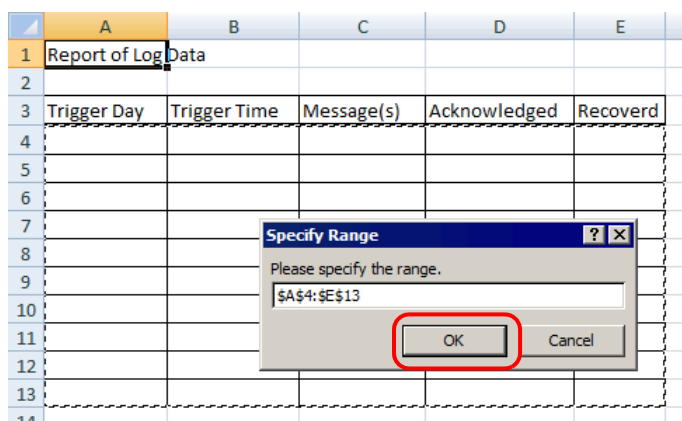 A B C D E
1 Report of Log Data
2
3 Trigger Day Trigger Time Message(s) Acknowledged Recoverd
4
5
6
7
8
9
10
11
12
13
14
Specify Range
Please specify the range.
$A$4:$E$13
OK Cancel